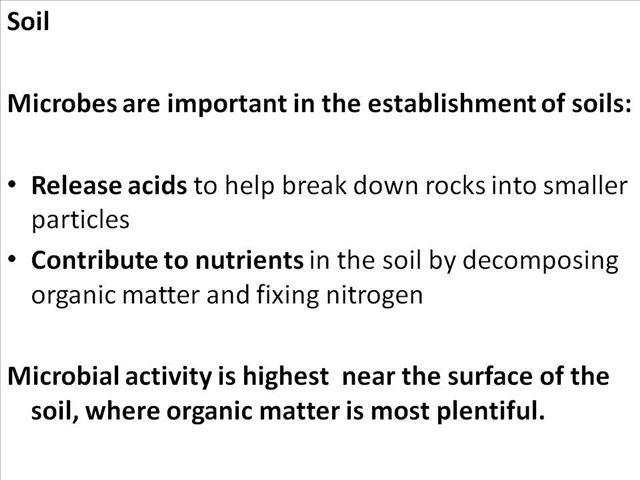 Soil
Microbes are important in the establishment of soils:
• Release acids to help break down rocks into smaller
particles
• Contribute to nutrients in the soil by decomposing
organic matter and fixing nitrogen
Microbial activity is highest  near the surface of the
soil, where organic matter is most plentiful.